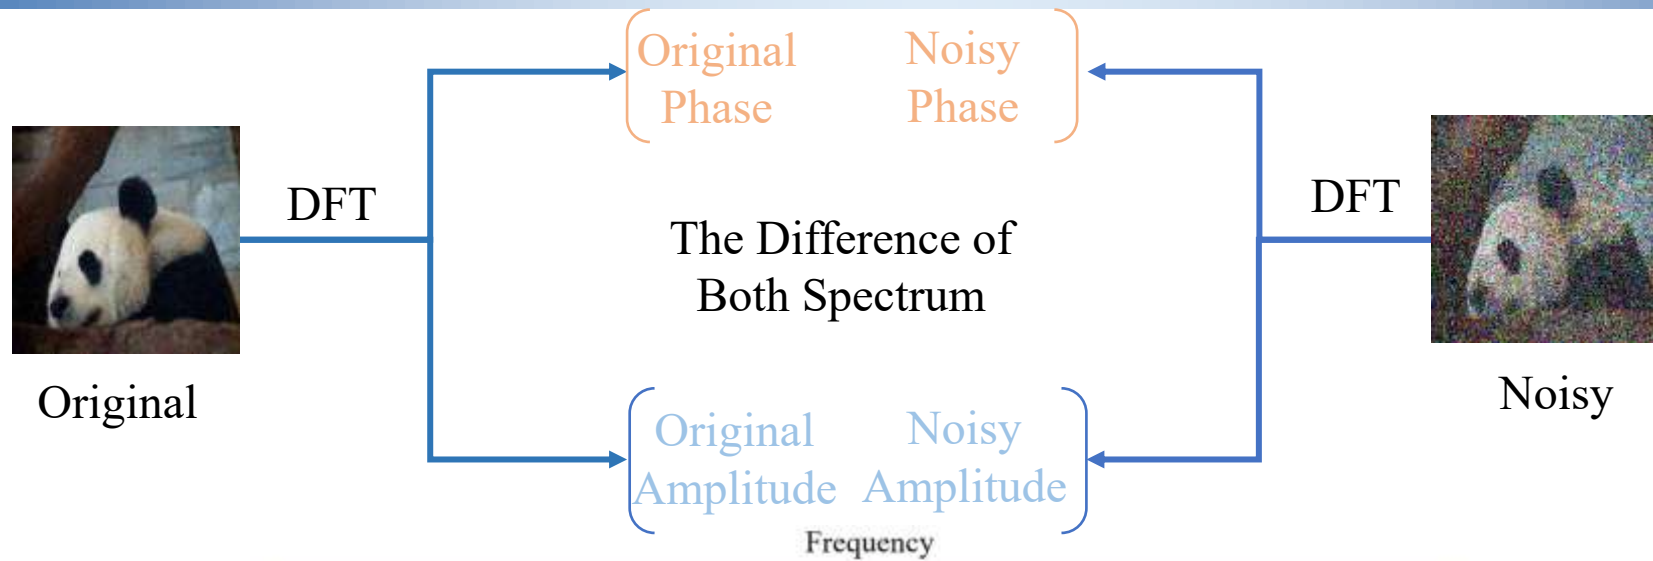 Original
Phase
Noisy
Phase
DFT
DFT
The Difference of
Both Spectrum
Original
Noisy
Original
Amplitude
Noisy
Amplitude
Frequency